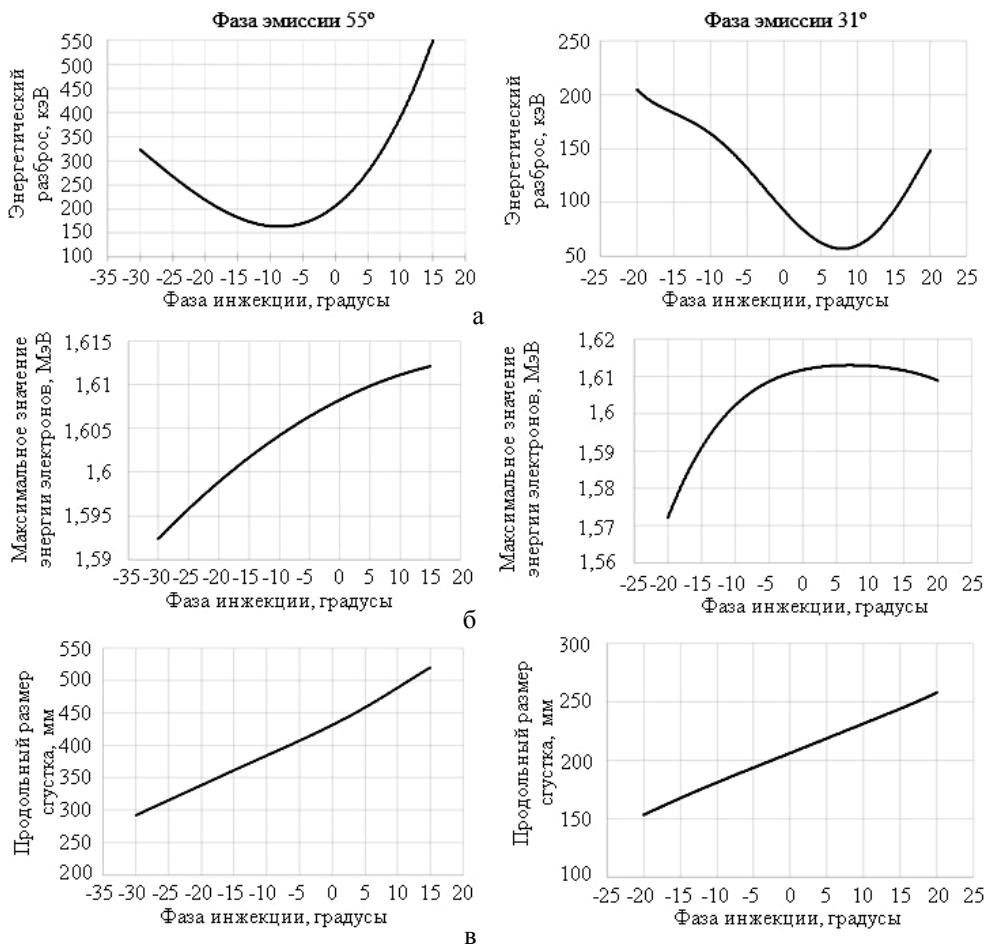 Фаза эмиссии 55º
Энергетический
разброс, кэВ
550
500
450
400
350
300
250
200
150
100
-35 -30 -25 -20 -15 -10 -5 0 5 10 15 20
Фаза инжекции, градусы
Фаза эмиссии 31º
Энергетический
разброс, кэВ
250
200
150
100
50
-25 -20 -15 -10 -5 0 5 10 15 20 25
Фаза инжекции, градусы
а
Максимальное значение
энергии электронов, МэВ
1,615
1,61
1,605
1,6
1,595
1,59
-35 -30 -25 -20 -15 -10 -5 0 5 10 15 20
Фаза инжекции, градусы
Максимальное значение
энергии электронов, МэВ
1,62
1,61
1,6
1,59
1,58
1,57
1,56
-25 -20 -15 -10 -5 0 5 10 15 20 25
Фаза инжекции, градусы
б
Продольный размер
сгустка, мм
550
500
450
400
350
300
250
200
-35 -30 -25 -20 -15 -10 -5 0 5 10 15 20
Фаза инжекции, градусы
Продольный размер
сгустка, мм
300
250
200
150
100
-25 -20 -15 -10 -5 0 5 10 15 20 25
Фаза инжекции, градусы
в